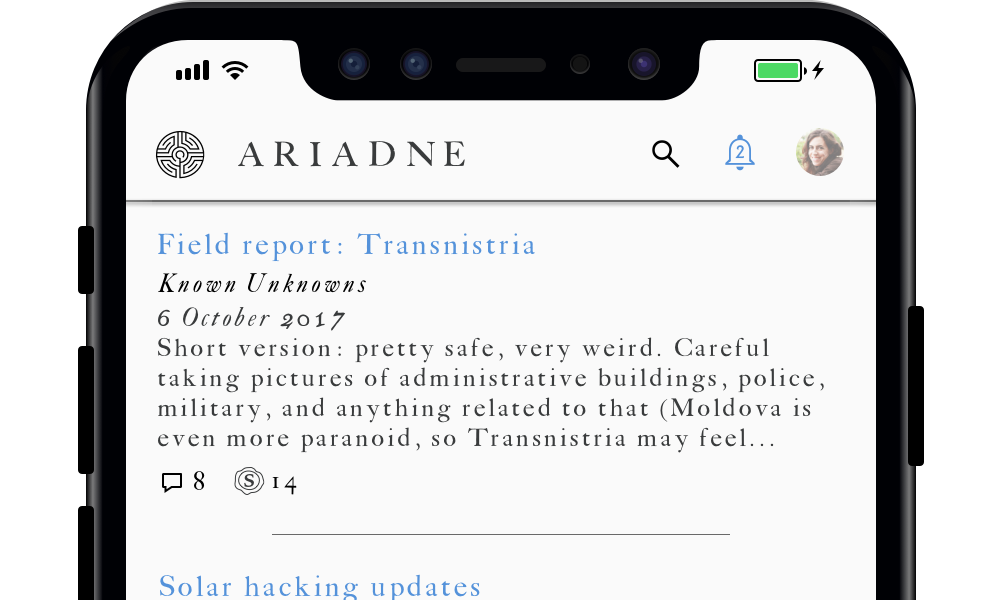 ARIADNE
2
Field report: Transnistria
Known Unknowns
6 October 2017
Short version: pretty safe, very weird. Careful
taking pictures of administrative buildings, police,
military, and anything related to that (Moldova is
even more paranoid, so Transnistria may feel...
8 S 14
Solar hacking updates